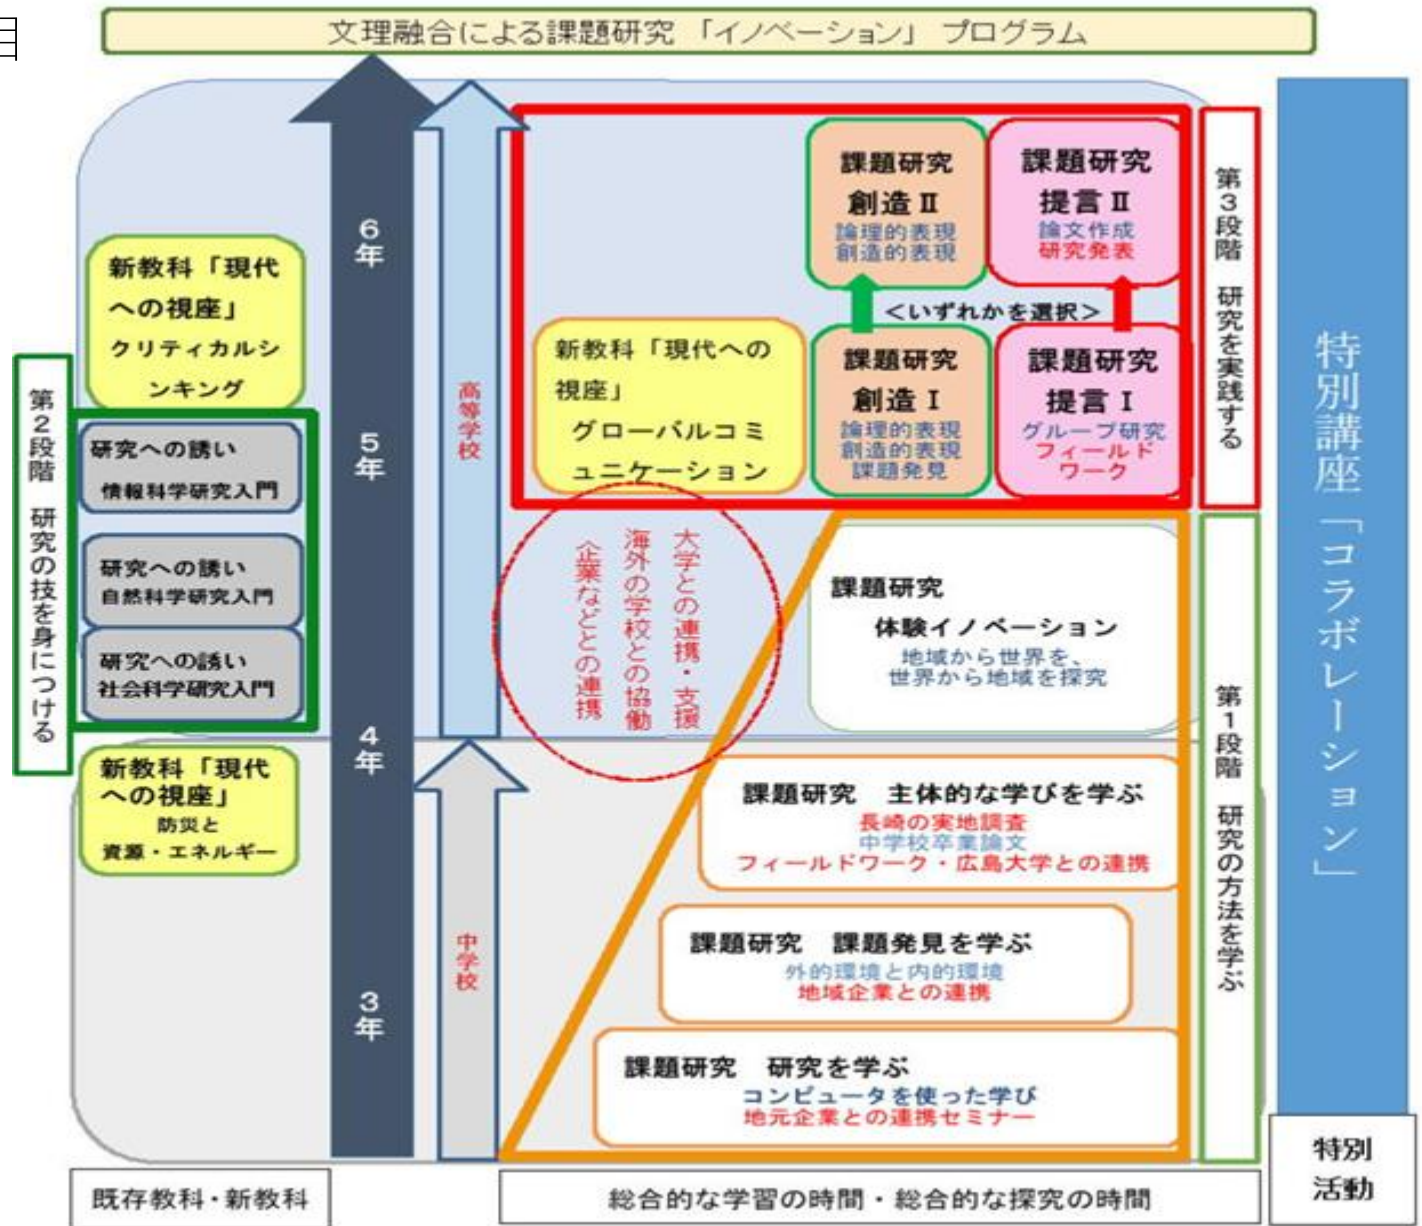 文理融合による課題研究 「イノベーション」 プログラム
6年
5年
4年
3年
高等学校
中学校
新教科「現代
への視座」
クリティカルシ
ンキング
第2段階 研究の技を身につける
研究への誘い
情報科学研究入門
研究への誘い
自然科学研究入門
研究への誘い
社会科学研究入門
新教科「現代
への視座」
防災と
資源・エネルギー
課題研究
創造Ⅱ
論理的表現
創造的表現
課題研究
提言Ⅱ
論文作成
研究発表
<いずれかを選択>
新教科「現代への
視座」
グローバルコミ
ュニケーション
課題研究
創造Ⅰ
論理的表現
創造的表現
課題発見
課題研究
提言Ⅰ
グループ研究
フィールド
ワーク
第3段階 研究を実践する
大学との連携・支援
海外の学校との協働
企業などとの連携
課題研究
体験イノベーション
地域から世界を、
世界から地域を探究
課題研究 主体的な学びを学ぶ
長崎の実地調査
中学校卒業論文
フィールドワーク・広島大学との連携
課題研究 課題発見を学ぶ
外的環境と内的環境
地域企業との連携
課題研究 研究を学ぶ
コンピュータを使った学び
地元企業との連携セミナー
第1段階 研究の方法を学ぶ
特別講座「コラボレーション」
特別
活動
既存教科・新教科
総合的な学習の時間・総合的な探究の時間